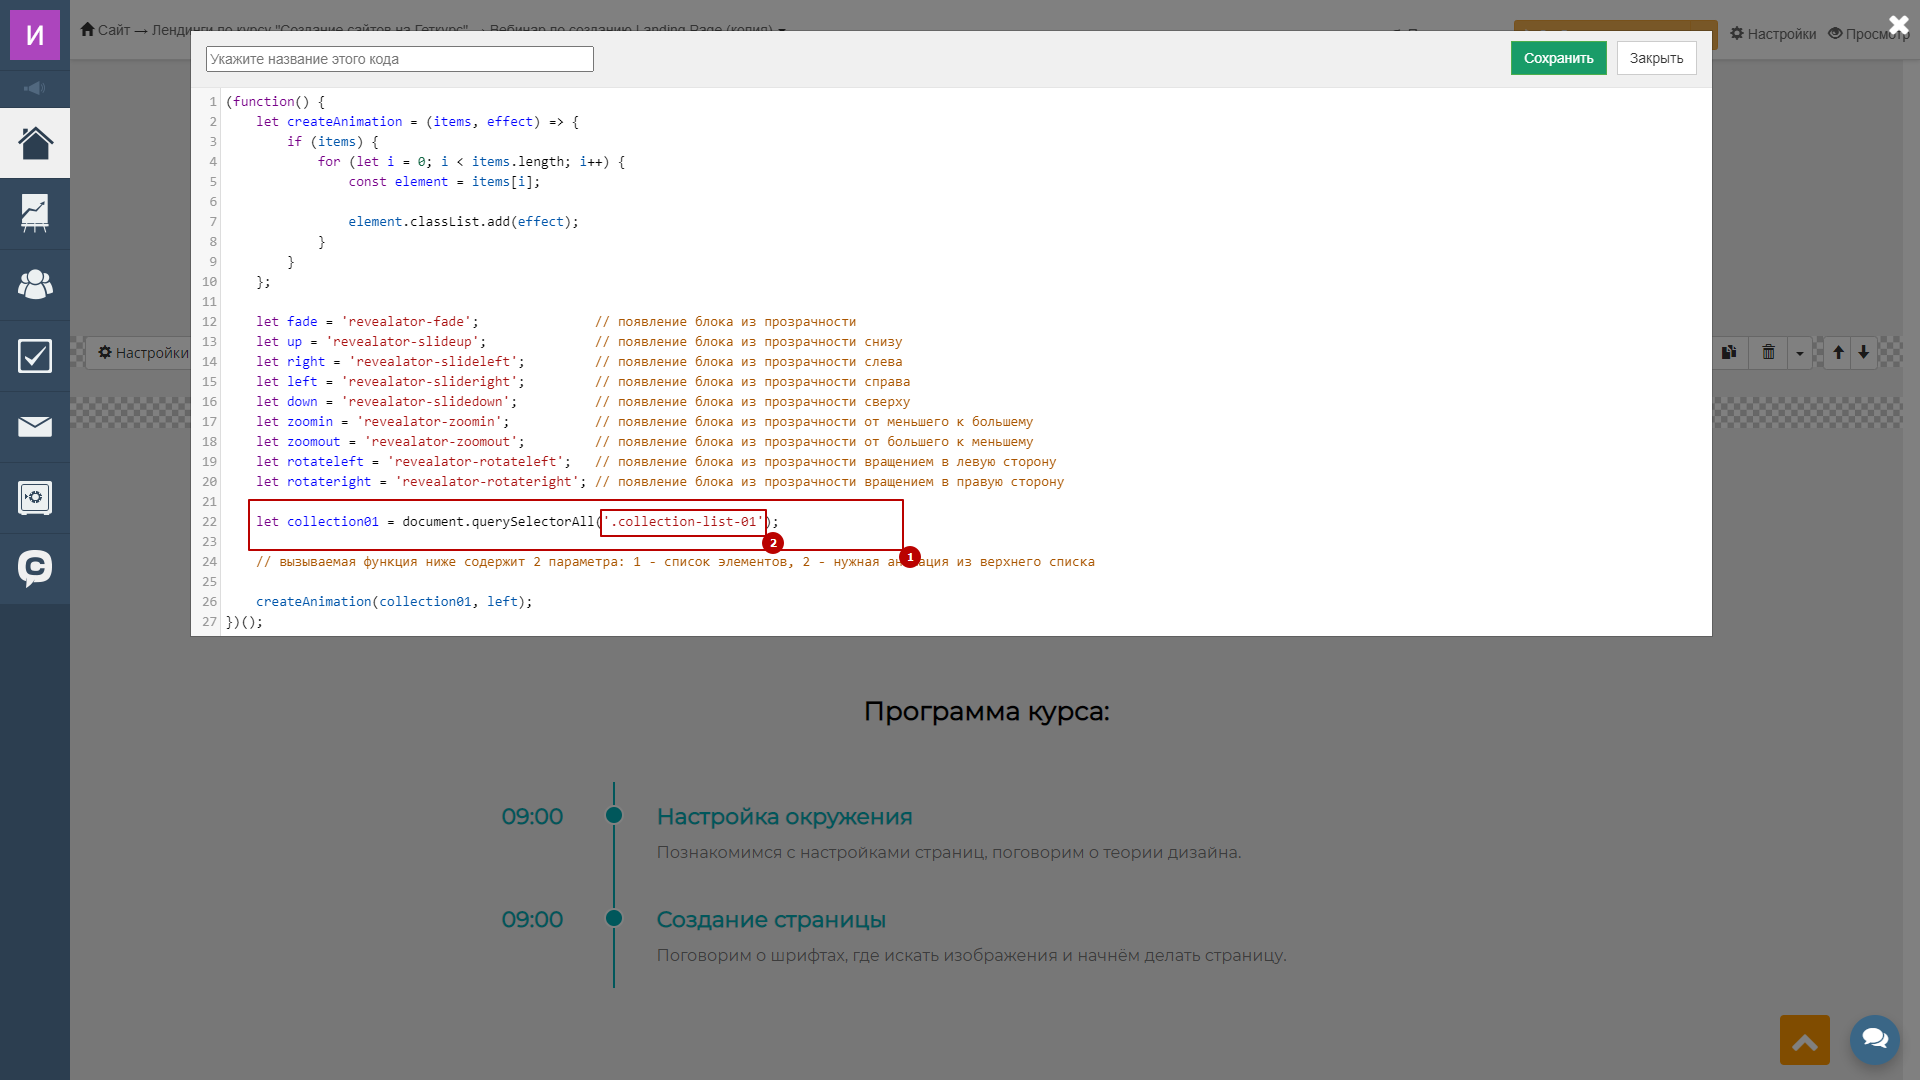 И
Сайт → Лендинги по курсу "Создание сайтов на Геткурс" → Вебинар по созданию Landing Page (копия)
Настройки
Просмотр
Укажите название этого кода
Сохранить
Закрыть
1 (function() {
2 let createAnimation = (items, effect) => {
3 if (items) {
4 for (let i = 0; i < items.length; i++) {
5 const element = items[i];
6
7 element.classList.add(effect);
8 }
9 }
10 };
11
12 let fade = 'revealator-fade'; // появление блока из прозрачности
13 let up = 'revealator-slideup'; // появление блока из прозрачности снизу
14 let right = 'revealator-slideleft'; // появление блока из прозрачности слева
15 let left = 'revealator-slideright'; // появление блока из прозрачности справа
16 let down = 'revealator-slidedown'; // появление блока из прозрачности сверху
17 let zoomin = 'revealator-zoomin'; // появление блока из прозрачности от меньшего к большему
18 let zoomout = 'revealator-zoomout'; // появление блока из прозрачности от большего к меньшему
19 let rotateleft = 'revealator-rotateleft'; // появление блока из прозрачности вращением в левую сторону
20 let rotateright = 'revealator-rotateright'; // появление блока из прозрачности вращением в правую сторону
21
22 let collection01 = document.querySelectorAll('.collection-list-01');
23
2
1
24 // вызываемая функция ниже содержит 2 параметра: 1 - список элементов, 2 - нужная анимация из верхнего списка
25
26 createAnimation(collection01, left);
27 })();
Настройки
Программа курса:
09:00
Настройка окружения
Познакомимся с настройками страниц, поговорим о теории дизайна.
09:00
Создание страницы
Поговорим о шрифтах, где искать изображения и начнём делать страницу.